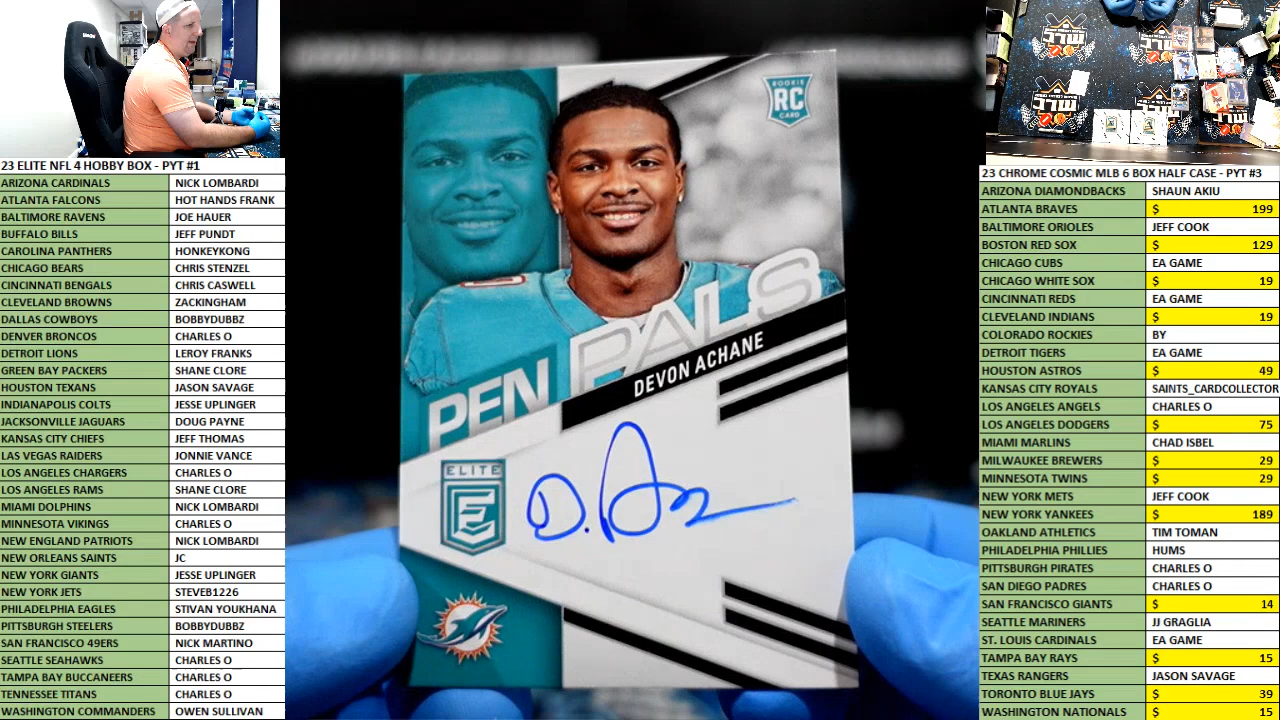 23 ELITE NFL 4 HOBBY BOX - PYT #1
ARIZONA CARDINALS NICK LOMBARDI
ATLANTA FALCONS HOT HANDS FRANK
BALTIMORE RAVENS JOE HAUER
BUFFALO BILLS JEFF PUNDT
CAROLINA PANTHERS HONKEYKONG
CHICAGO BEARS CHRIS STENZEL
CINCINNATI BENGALS CHRIS CASWELL
CLEVELAND BROWNS ZACKINGHAM
DALLAS COWBOYS BOBBYDUBBZ
DENVER BRONCOS CHARLES O
DETROIT LIONS LEROY FRANKS
GREEN BAY PACKERS SHANE CLORE
HOUSTON TEXANS JASON SAVAGE
INDIANAPOLIS COLTS JESSE UPLINGER
JACKSONVILLE JAGUARS DOUG PAYNE
KANSAS CITY CHIEFS JEFF THOMAS
LAS VEGAS RAIDERS JONNIE VANCE
LOS ANGELES CHARGERS CHARLES O
LOS ANGELES RAMS SHANE CLORE
MIAMI DOLPHINS NICK LOMBARDI
MINNESOTA VIKINGS CHARLES O
NEW ENGLAND PATRIOTS NICK LOMBARDI
NEW ORLEANS SAINTS JC
NEW YORK GIANTS JESSE UPLINGER
NEW YORK JETS STEVEB1226
PHILADELPHIA EAGLES STIVAN YOUKHANA
PITTSBURGH STEELERS BOBBYDUBBZ
SAN FRANCISCO 49ERS NICK MARTINO
SEATTLE SEAHAWKS CHARLES O
TAMPA BAY BUCCANEERS CHARLES O
TENNESSEE TITANS CHARLES O
WASHINGTON COMMANDERS OWEN SULLIVAN
ROOKIE
RC
CARD
PEN PALS
DEVON ACHANE
ELITE
E
23 CHROME COSMIC MLB 6 BOX HALF CASE - PYT #3
ARIZONA DIAMONDBACKS SHAUN AKIU
ATLANTA BRAVES $ 199
BALTIMORE ORIOLES JEFF COOK
BOSTON RED SOX $ 129
CHICAGO CUBS EA GAME
CHICAGO WHITE SOX $ 19
CINCINNATI REDS EA GAME
CLEVELAND INDIANS $ 19
COLORADO ROCKIES BY
DETROIT TIGERS EA GAME
HOUSTON ASTROS $ 49
KANSAS CITY ROYALS SAINTS_CARDCOLLECTOR
LOS ANGELES ANGELS CHARLES O
LOS ANGELES DODGERS $ 75
MIAMI MARLINS CHAD ISBEL
MILWAUKEE BREWERS $ 29
MINNESOTA TWINS $ 29
NEW YORK METS JEFF COOK
NEW YORK YANKEES $ 189
OAKLAND ATHLETICS TIM TOMAN
PHILADELPHIA PHILLIES HUMS
PITTSBURGH PIRATES CHARLES O
SAN DIEGO PADRES CHARLES O
SAN FRANCISCO GIANTS $ 14
SEATTLE MARINERS JJ GRAGLIA
ST. LOUIS CARDINALS EA GAME
TAMPA BAY RAYS $ 15
TEXAS RANGERS JASON SAVAGE
TORONTO BLUE JAYS $ 39
WASHINGTON NATIONALS $ 15